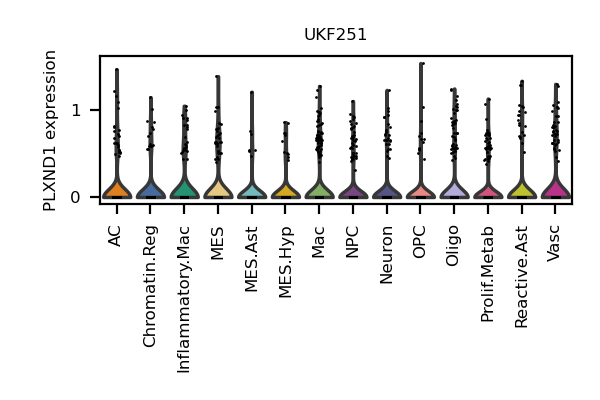 UKF251
PLXND1 expression
1
0
AC
Chromatin.Reg
Inflammatory.Mac
MES
MES.Ast
MES.Hyp
Mac
NPC
Neuron
OPC
Oligo
Prolif.Metab
Reactive.Ast
Vasc